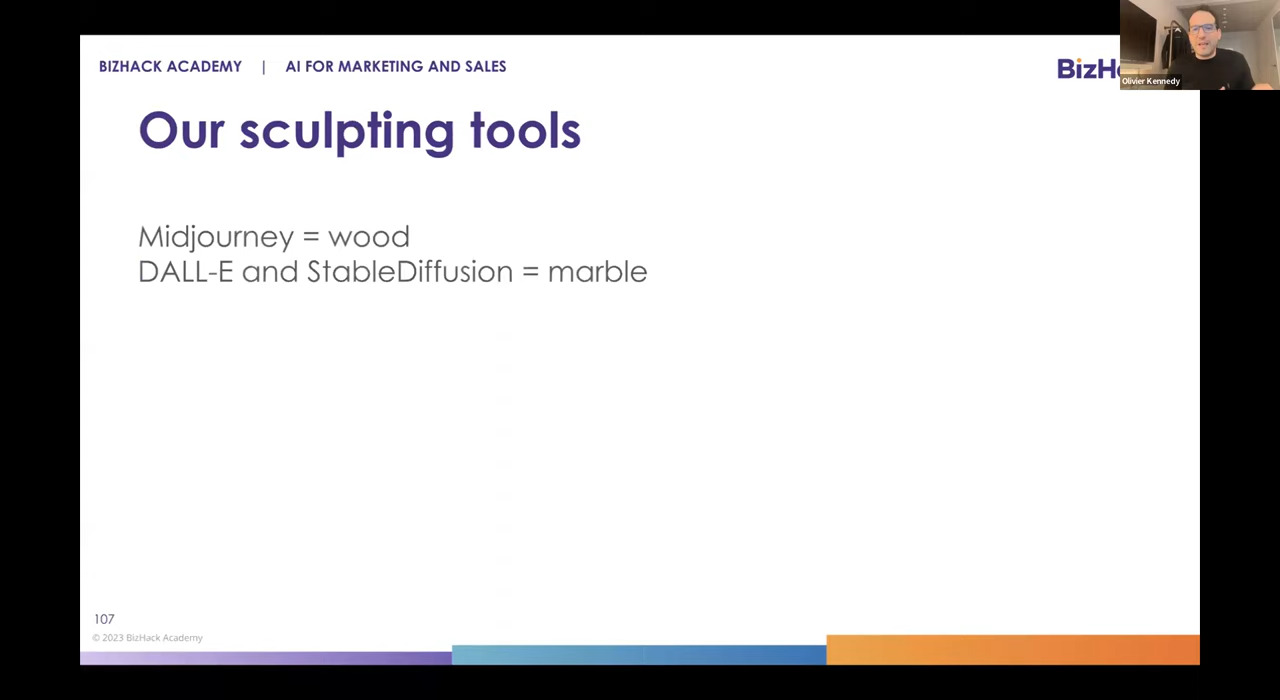 BIZHACK ACADEMY | AI FOR MARKETING AND SALES
BizH
Olivier Kennedy
Our sculpting tools
Midjourney = wood
DALL-E and StableDiffusion = marble
107
© 2023 BizHack Academy